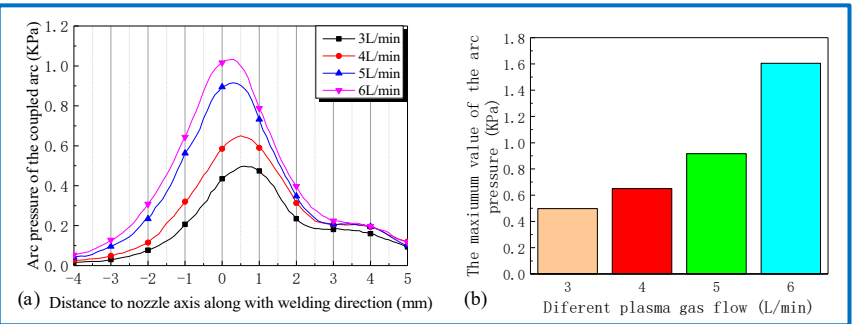 Arc pressure of the coupled arc (KPa)
1.2
1.0
0.8
0.6
0.4
0.2
0.0
3L/min
4L/min
5L/min
6L/min
-4 -3 -2 -1 0 1 2 3 4 5
(a) Distance to nozzle axis along with welding direction (mm)
The maxiumum value of the arc
pressure (KPa)
1.8
1.6
1.4
1.2
1.0
0.8
0.6
0.4
0.2
0.0
3 4 5 6
(b) Diferent plasma gas flow (L/min)